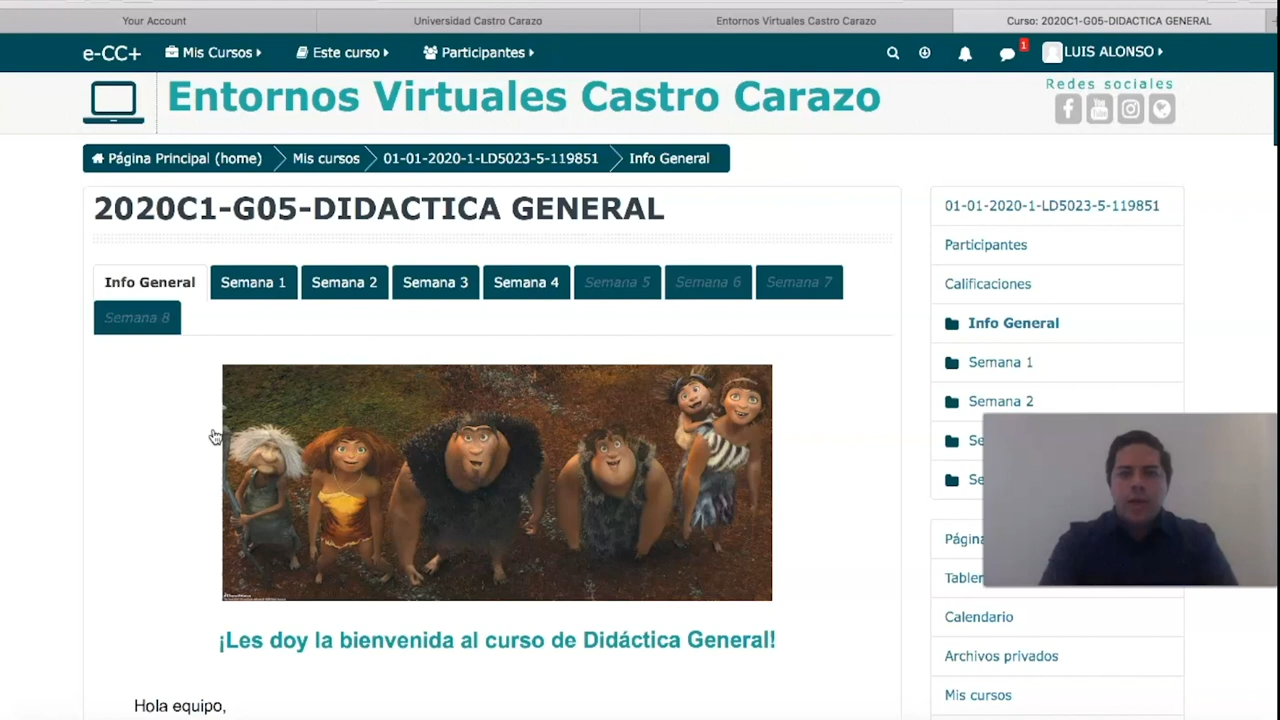 Your Account
Universidad Castro Carazo
Entornos Virtuales Castro Carazo
Curso: 2020C1-G05-DIDACTICA GENERAL
e-CC+
Mis Cursos
Este curso
Participantes
1
LUIS ALONSO
Entornos Virtuales Castro Carazo
Redes sociales
You
Página Principal (home)
Mis cursos
01-01-2020-1-LD5023-5-119851
Info General
2020C1-G05-DIDACTICA GENERAL
Info General
Semana 1
Semana 2
Semana 3
Semana 4
Semana 5
Semana 6
Semana 7
Semana 8
¡Les doy la bienvenida al curso de Didáctica General!
Hola equipo,
01-01-2020-1-LD5023-5-119851
Participantes
Calificaciones
Info General
Semana 1
Semana 2
Se
Se
Página
Tabler
Calendario
Archivos privados
Mis cursos